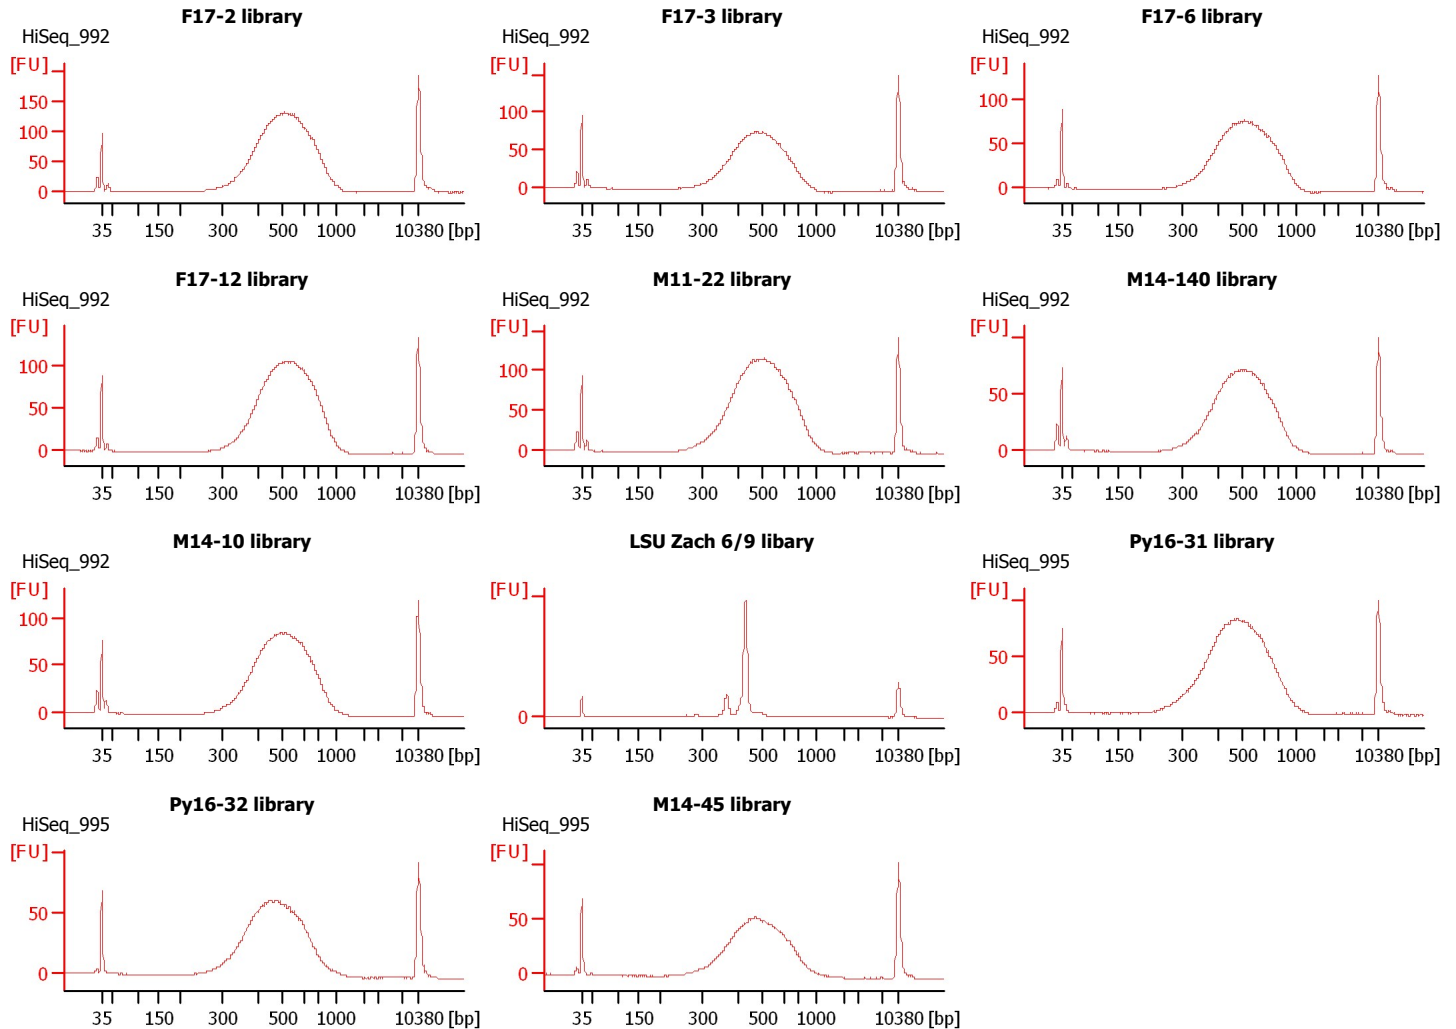 F17-2 library
HiSeq_992
[FU]
150
100
50
0
35 150 300 500 1000 10380 [bp]
F17-3 library
HiSeq_992
[FU]
100
50
0
35 150 300 500 1000 10380 [bp]
F17-6 library
HiSeq_992
[FU]
100
50
0
35 150 300 500 1000 10380 [bp]
F17-12 library
HiSeq_992
[FU]
100
50
0
35 150 300 500 1000 10380 [bp]
M11-22 library
HiSeq_992
[FU]
100
50
0
35 150 300 500 1000 10380 [bp]
M14-140 library
HiSeq_992
[FU]
50
0
35 150 300 500 1000 10380 [bp]
M14-10 library
HiSeq_992
[FU]
100
50
0
35 150 300 500 1000 10380 [bp]
LSU Zach 6/9 libary
[FU]
0
35 150 300 500 1000 10380 [bp]
Py16-31 library
HiSeq_995
[FU]
50
0
35 150 300 500 1000 10380 [bp]
Py16-32 library
HiSeq_995
[FU]
50
0
35 150 300 500 1000 10380 [bp]
M14-45 library
HiSeq_995
[FU]
50
0
35 150 300 500 1000 10380 [bp]